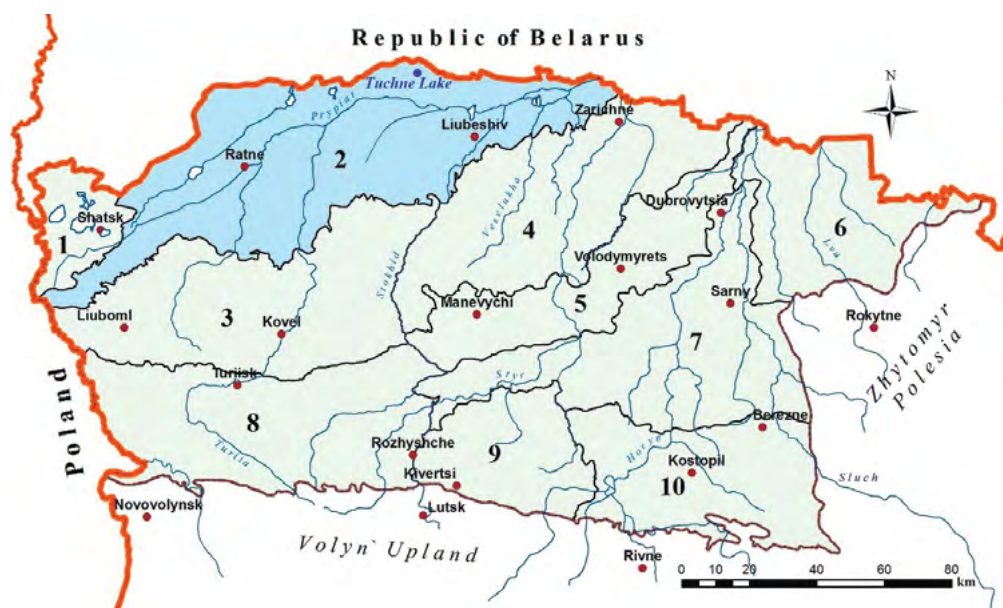 Republic of Belarus
Tuchne Lake
N
Prypiat
Zarichne
Liubeshiv
Ratne
2
Shatsk
1
Veselukha
4
Dubrovytsia
6
Lva
Stokhid
Volodymyrets
Sarny
Liuboml
3
Kovel
Manevychi
5
7
Rokytne
Zhytomyr
Polesia
Poland
Turiisk
Styr
8
Turiia
Rozhyshche
9
Horyn
Berezne
Kivertsi
Kostopil
10
Sluch
Novovolynsk
Lutsk
Volyn` Upland
Rivne
0 10 20 40 60 80
km